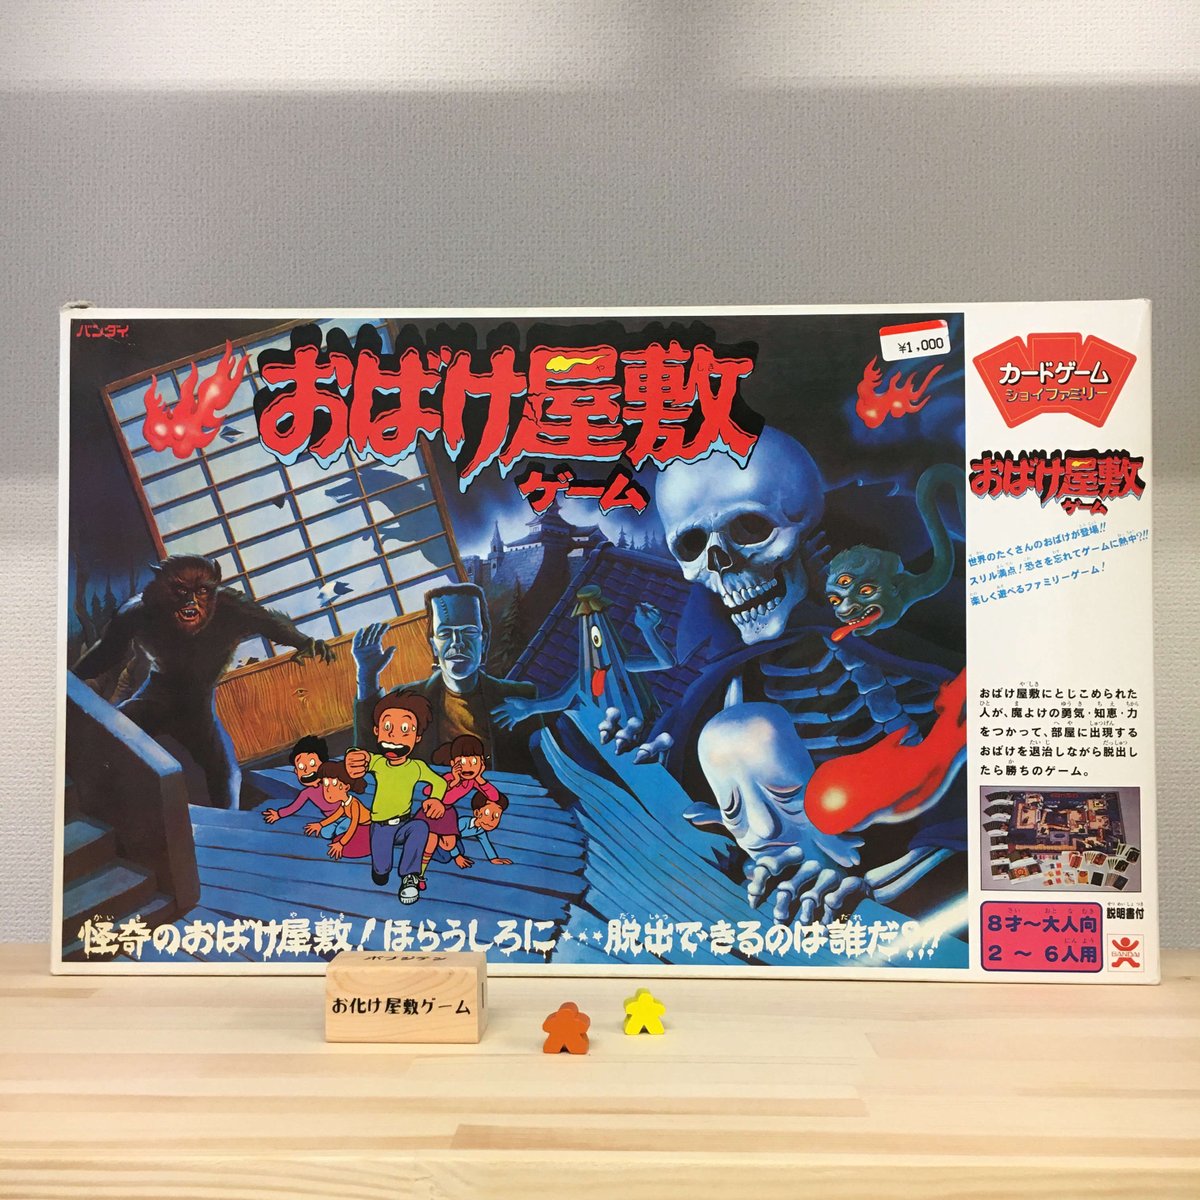 バンダイ
おばけ屋敷
やしき
ゲーム
¥1,000
カードゲーム
ジョイファミリー
おばけ屋敷
ゲーム
世界のたくさんのおばけが登場!!
スリル満点!恐さを忘れてゲームに熱中?!!
楽しく遊べるファミリーゲーム!
おばけ屋敷にとじこめられた
人が、魔よけの勇気・知恵・力
をつかって、部屋に出現する
おばけを退治しながら脱出し
たら勝ちのゲーム。
8才〜大人向
2〜6人用
説明書付
BANDAI
怪奇のおばけ屋敷!ほらうしろに・・・脱出できるのは誰だ?!!
お化け屋敷ゲーム